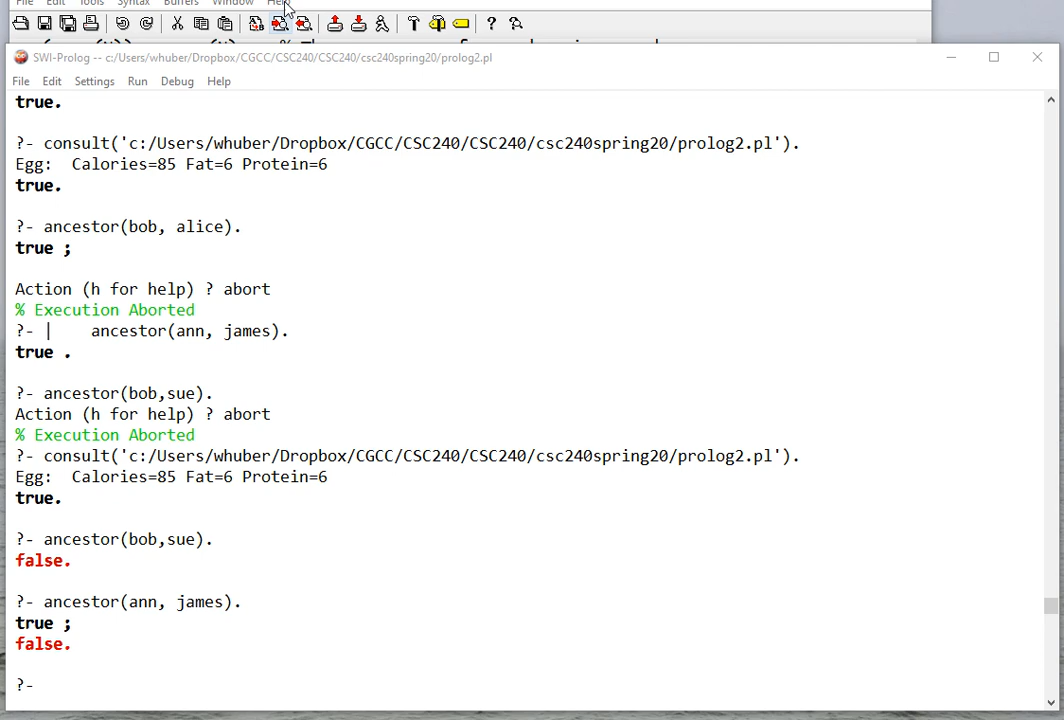 File Edit Tools Syntax Buffers Window Help
SWI-Prolog -- c:/Users/whuber/Dropbox/CGCC/CSC240/CSC240/csc240spring20/prolog2.pl
File Edit Settings Run Debug Help
true.
?- consult('c:/Users/whuber/Dropbox/CGCC/CSC240/CSC240/csc240spring20/prolog2.pl').
Egg:  Calories=85 Fat=6 Protein=6
true.
?- ancestor(bob, alice).
true ;
Action (h for help) ? abort
% Execution Aborted
?- |    ancestor(ann, james).
true .
?- ancestor(bob,sue).
Action (h for help) ? abort
% Execution Aborted
?- consult('c:/Users/whuber/Dropbox/CGCC/CSC240/CSC240/csc240spring20/prolog2.pl').
Egg:  Calories=85 Fat=6 Protein=6
true.
?- ancestor(bob,sue).
false.
?- ancestor(ann, james).
true ;
false.
?-